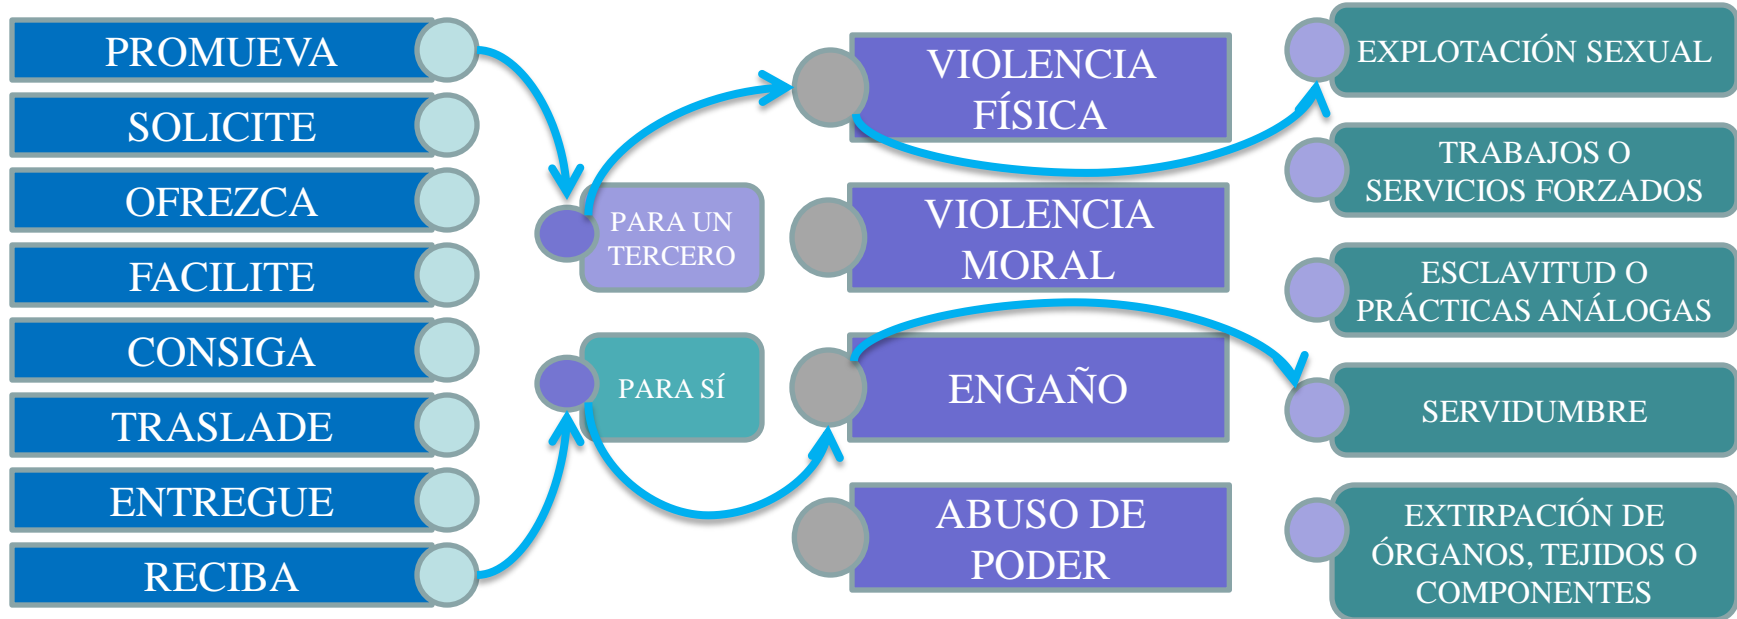 PROMUEVA
SOLICITE
OFREZCA
FACILITE
CONSIGA
TRASLADE
ENTREGUE
RECIBA
PARA UN
TERCERO
PARA SÍ
VIOLENCIA
FÍSICA
VIOLENCIA
MORAL
ENGAÑO
ABUSO DE
PODER
EXPLOTACIÓN SEXUAL
TRABAJOS O
SERVICIOS FORZADOS
ESCLAVITUD O
PRÁCTICAS ANÁLOGAS
SERVIDUMBRE
EXTIRPACIÓN DE
ÓRGANOS, TEJIDOS O
COMPONENTES